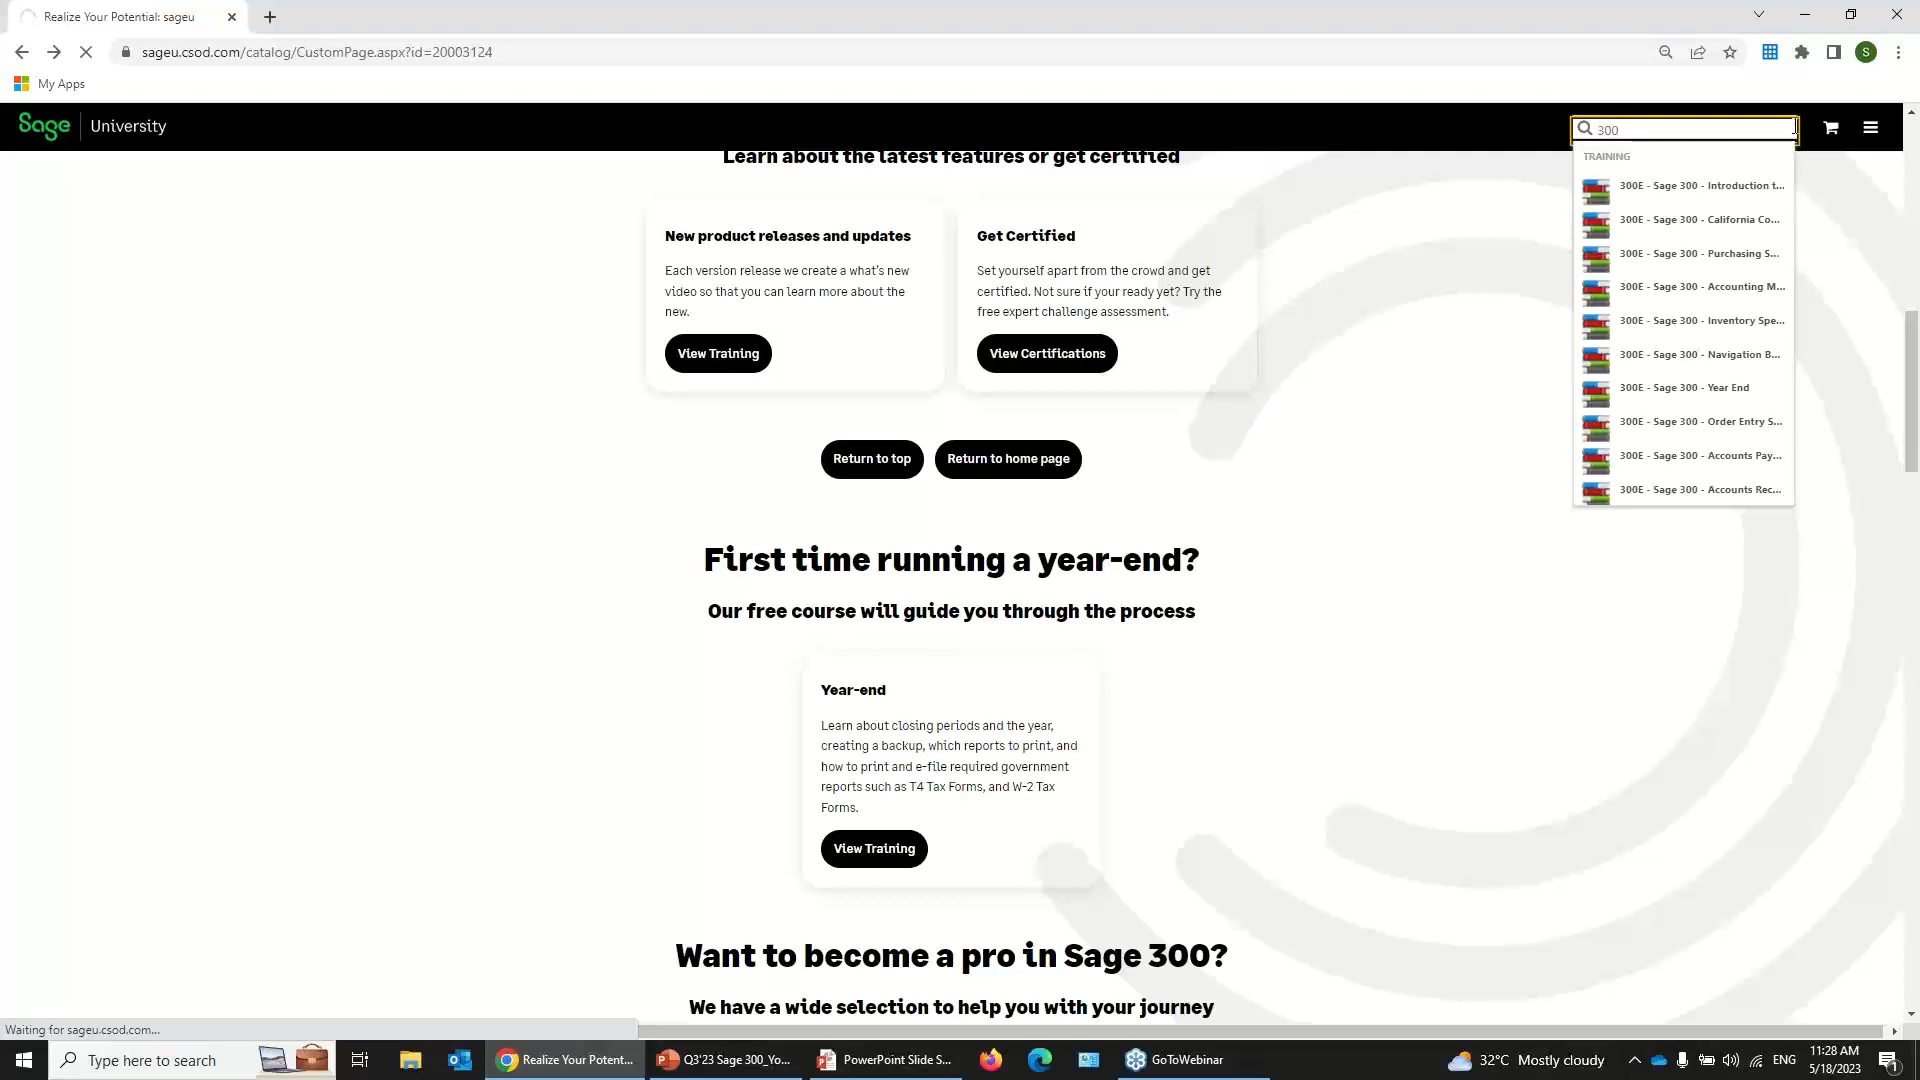 Realize Your Potential: sageu
sageu.csod.com/catalog/CustomPage.aspx?id=20003124
S
My Apps
Sage University
300
Learn about the latest features or get certified
TRAINING
300E - Sage 300 - Introduction t...
300E - Sage 300 - California Co...
300E - Sage 300 - Purchasing S...
300E - Sage 300 - Accounting M...
300E - Sage 300 - Inventory Spe...
300E - Sage 300 - Navigation B...
300E - Sage 300 - Year End
300E - Sage 300 - Order Entry S...
300E - Sage 300 - Accounts Pay...
300E - Sage 300 - Accounts Rec...
New product releases and updates
Each version release we create a what's new
video so that you can learn more about the
new.
View Training
Get Certified
Set yourself apart from the crowd and get
certified. Not sure if your ready yet? Try the
free expert challenge assessment.
View Certifications
Return to top
Return to home page
First time running a year-end?
Our free course will guide you through the process
Year-end
Learn about closing periods and the year,
creating a backup, which reports to print, and
how to print and e-file required government
reports such as T4 Tax Forms, and W-2 Tax
Forms.
View Training
Want to become a pro in Sage 300?
We have a wide selection to help you with your journey
Waiting for sageu.csod.com...
Type here to search
Realize Your Potent...
Q3'23 Sage 300_Yo...
PowerPoint Slide S...
GoToWebinar
32°C Mostly cloudy
ENG
11:28 AM
5/18/2023
1